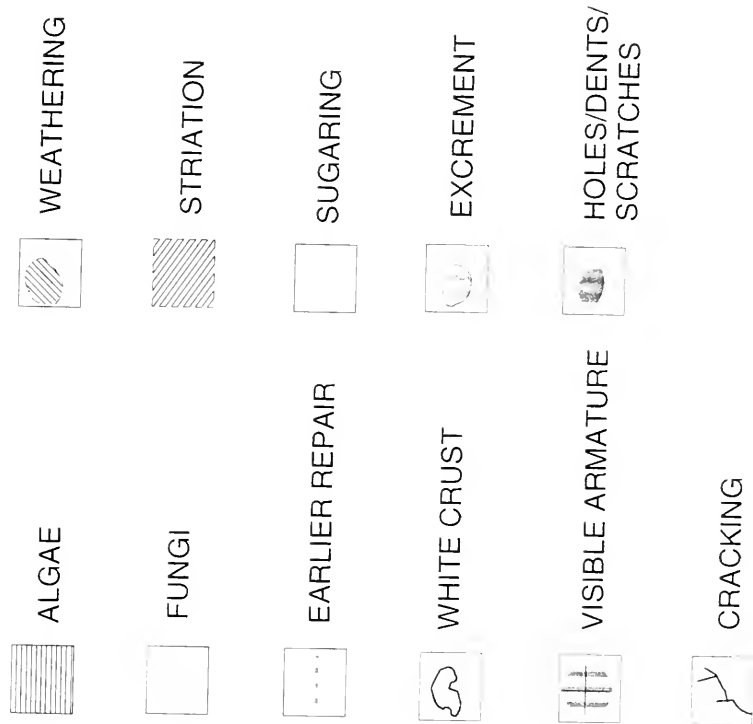 ALGAE
FUNGI
EARLIER REPAIR
WHITE CRUST
VISIBLE ARMATURE
CRACKING
WEATHERING
STRIATION
SUGARING
EXCREMENT
HOLES/DENTS/
SCRATCHES